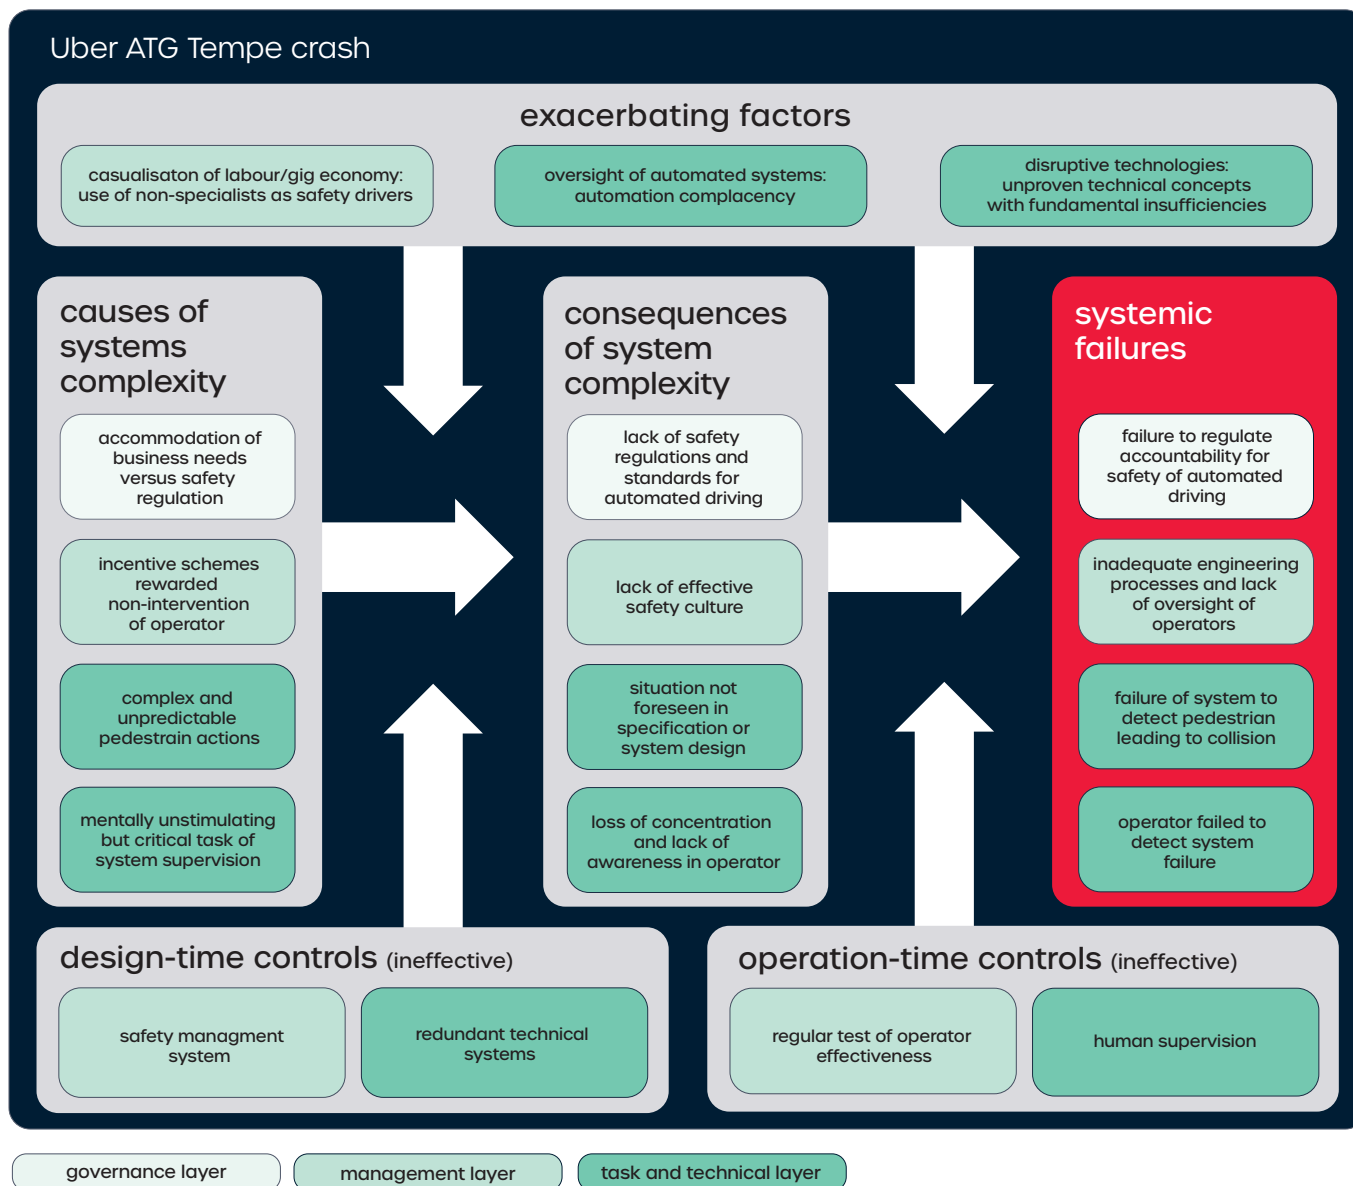 Uber ATG Tempe crash
exacerbating factors
casualisaton of labour/gig economy:
use of non-specialists as safety drivers
oversight of automated systems:
automation complacency
disruptive technologies:
unproven technical concepts
with fundamental insufficiencies
causes of
systems
complexity
accommodation of
business needs
versus safety
regulation
incentive schemes
rewarded
non-intervention
of operator
complex and
unpredictable
pedestrain actions
mentally unstimulating
but critical task of
system supervision
consequences
of system
complexity
lack of safety
regulations and
standards for
automated driving
lack of effective
safety culture
situation not
foreseen in
specification or
system design
loss of concentration
and lack of
awareness in operator
systemic
failures
failure to regulate
accountability for
safety of automated
driving
inadequate engineering
processes and lack
of oversight of
operators
failure of system to
detect pedestrian
leading to collision
operator failed to
detect system
failure
design-time controls (ineffective)
safety managment
system
redundant technical
systems
operation-time controls (ineffective)
regular test of operator
effectiveness
human supervision
governance layer
management layer
task and technical layer